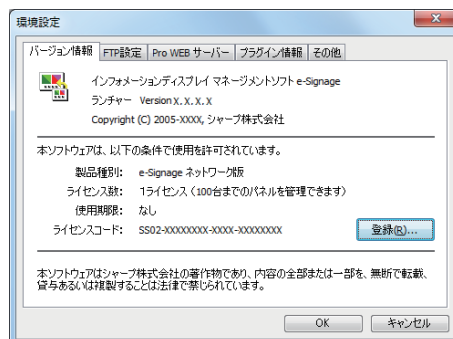 環境設定
バージョン情報 FTP設定 Pro WEB サーバー プラグイン情報 その他
インフォメーションディスプレイ マネージメントソフト e-Signage
ランチャー Version X. X. X. X
Copyright (C) 2005-XXXX, シャープ株式会社
本ソフトウェアは、以下の条件で使用を許可されています。
製品種別: e-Signage ネットワーク版
ライセンス数: 1ライセンス (100台までのパネルを管理できます)
使用期限: なし
ライセンスコード: SS02-XXXXXXXX-XXXX-XXXXXXXX 登録(R)...
本ソフトウェアはシャープ株式会社の著作物であり、内容の全部または一部を、無断で転載、
貸与あるいは複製することは法律で禁じられています。
OK キャンセル